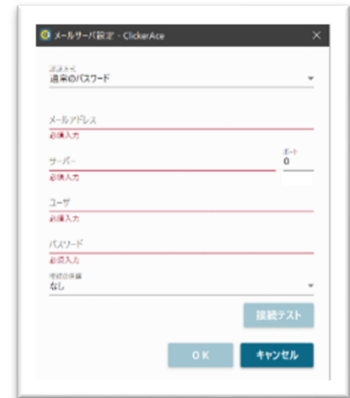 メールサーバ設定 - ClickerAce
認証方式
通常のパスワード
メールアドレス
必須入力
サーバー
ポート
0
必須入力
ユーザ
必須入力
パスワード
必須入力
接続の保護
なし
接続テスト
OK
キャンセル